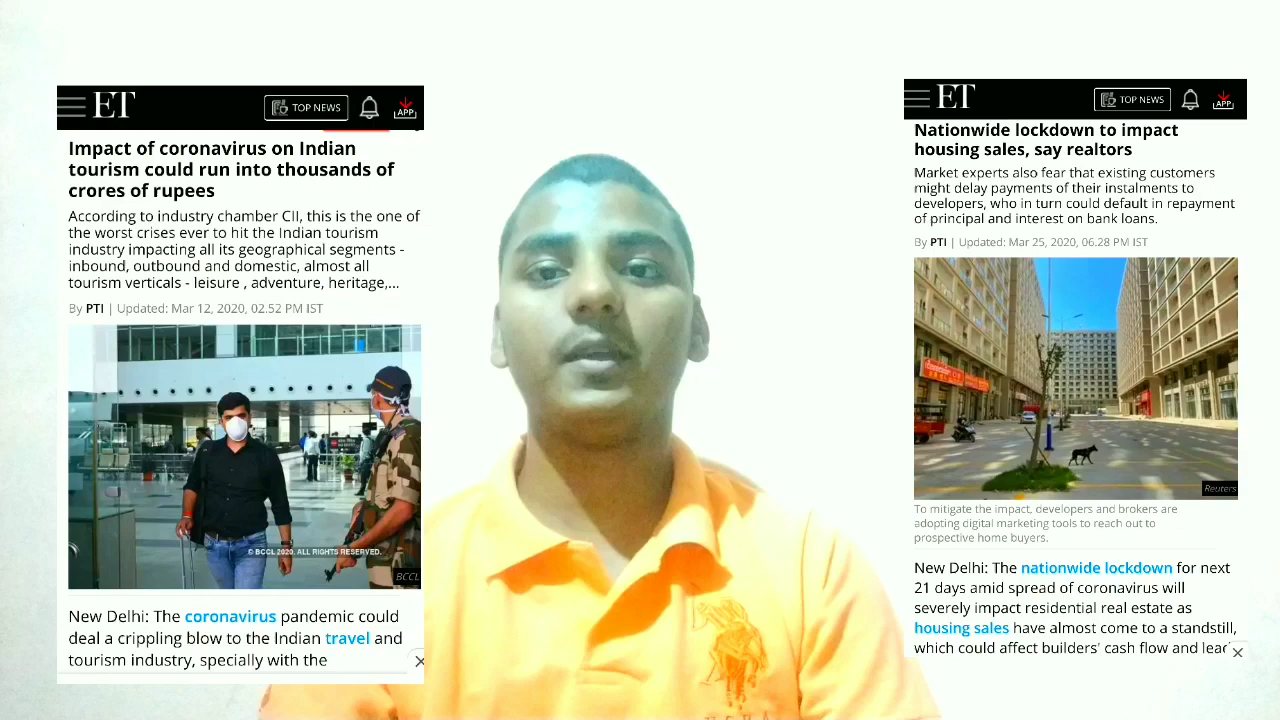 ET
TOP NEWS
APP
Impact of coronavirus on Indian
tourism could run into thousands of
crores of rupees
According to industry chamber CII, this is the one of
the worst crises ever to hit the Indian tourism
industry impacting all its geographical segments -
inbound, outbound and domestic, almost all
tourism verticals - leisure , adventure, heritage,...
By PTI | Updated: Mar 12, 2020, 02.52 PM IST
© BCCL 2020. ALL RIGHTS RESERVED.
BCCL
New Delhi: The coronavirus pandemic could
deal a crippling blow to the Indian travel and
tourism industry, specially with the
ET
TOP NEWS
APP
Nationwide lockdown to impact
housing sales, say realtors
Market experts also fear that existing customers
might delay payments of their instalments to
developers, who in turn could default in repayment
of principal and interest on bank loans.
By PTI | Updated: Mar 25, 2020, 06.28 PM IST
Reuters
To mitigate the impact, developers and brokers are
adopting digital marketing tools to reach out to
prospective home buyers.
New Delhi: The nationwide lockdown for next
21 days amid spread of coronavirus will
severely impact residential real estate as
housing sales have almost come to a standstill,
which could affect builders' cash flow and lead